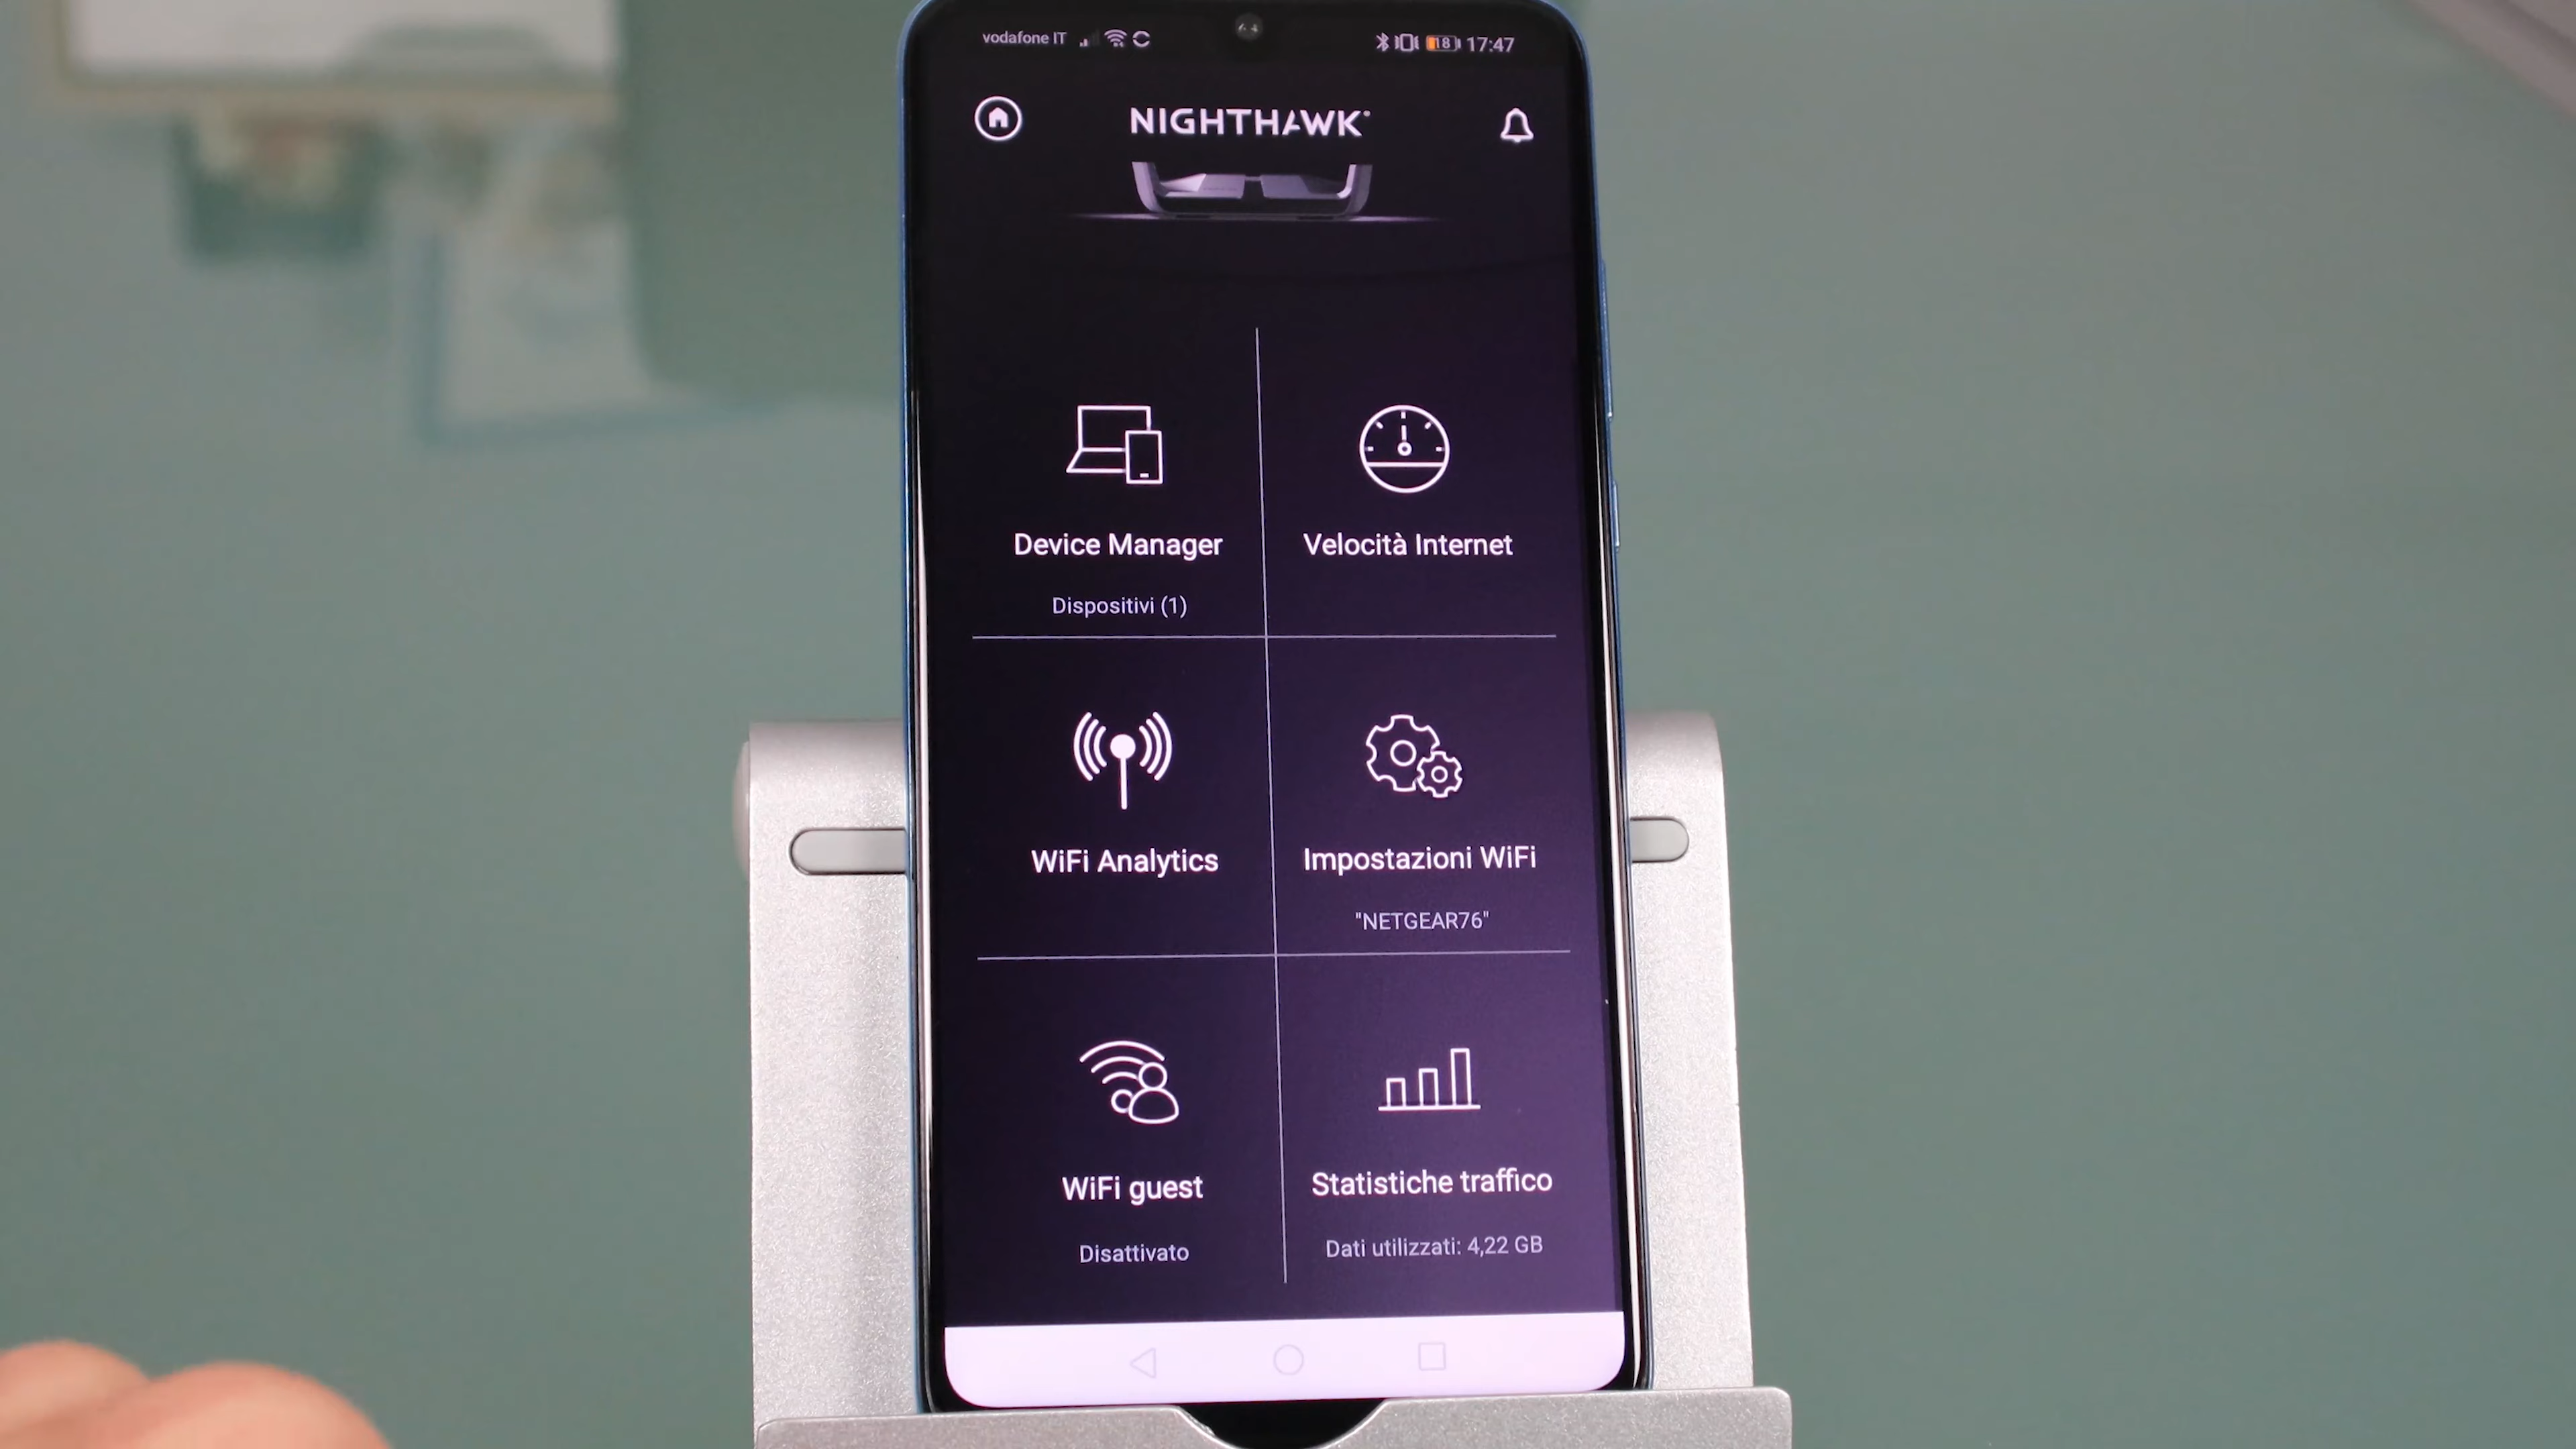 vodafone IT
18 17:47
NIGHTHAWK
Device Manager
Dispositivi (1)
Velocità Internet
WiFi Analytics
Impostazioni WiFi
"NETGEAR76"
WiFi guest
Disattivato
Statistiche traffico
Dati utilizzati: 4,22 GB